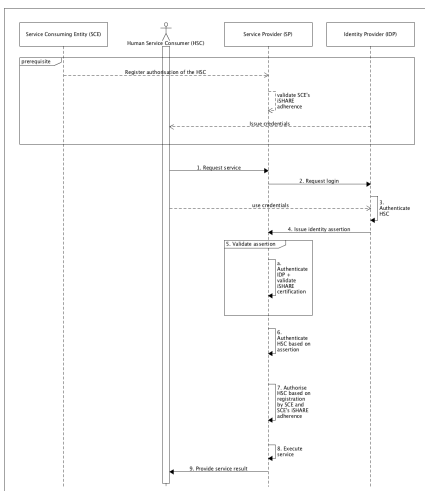 Service Consuming Entity (SCE)
Human Service Consumer (HSC)
Service Provider (SP)
Identity Provider (IDP)
prerequisite
Register authorisation of the HSC
validate SCE's
iSHARE
adherence
Issue credentials
1. Request service
2. Request login
use credentials
3.
Authenticate
HSC
4. Issue identity assertion
5. Validate assertion
a.
Authenticate
IDP +
validate
iSHARE
certification
6.
Authenticate
HSC based on
assertion
7. Authorise
HSC based on
registration
by SCE and
SCE's iSHARE
adherence
8. Execute
service
9. Provide service result